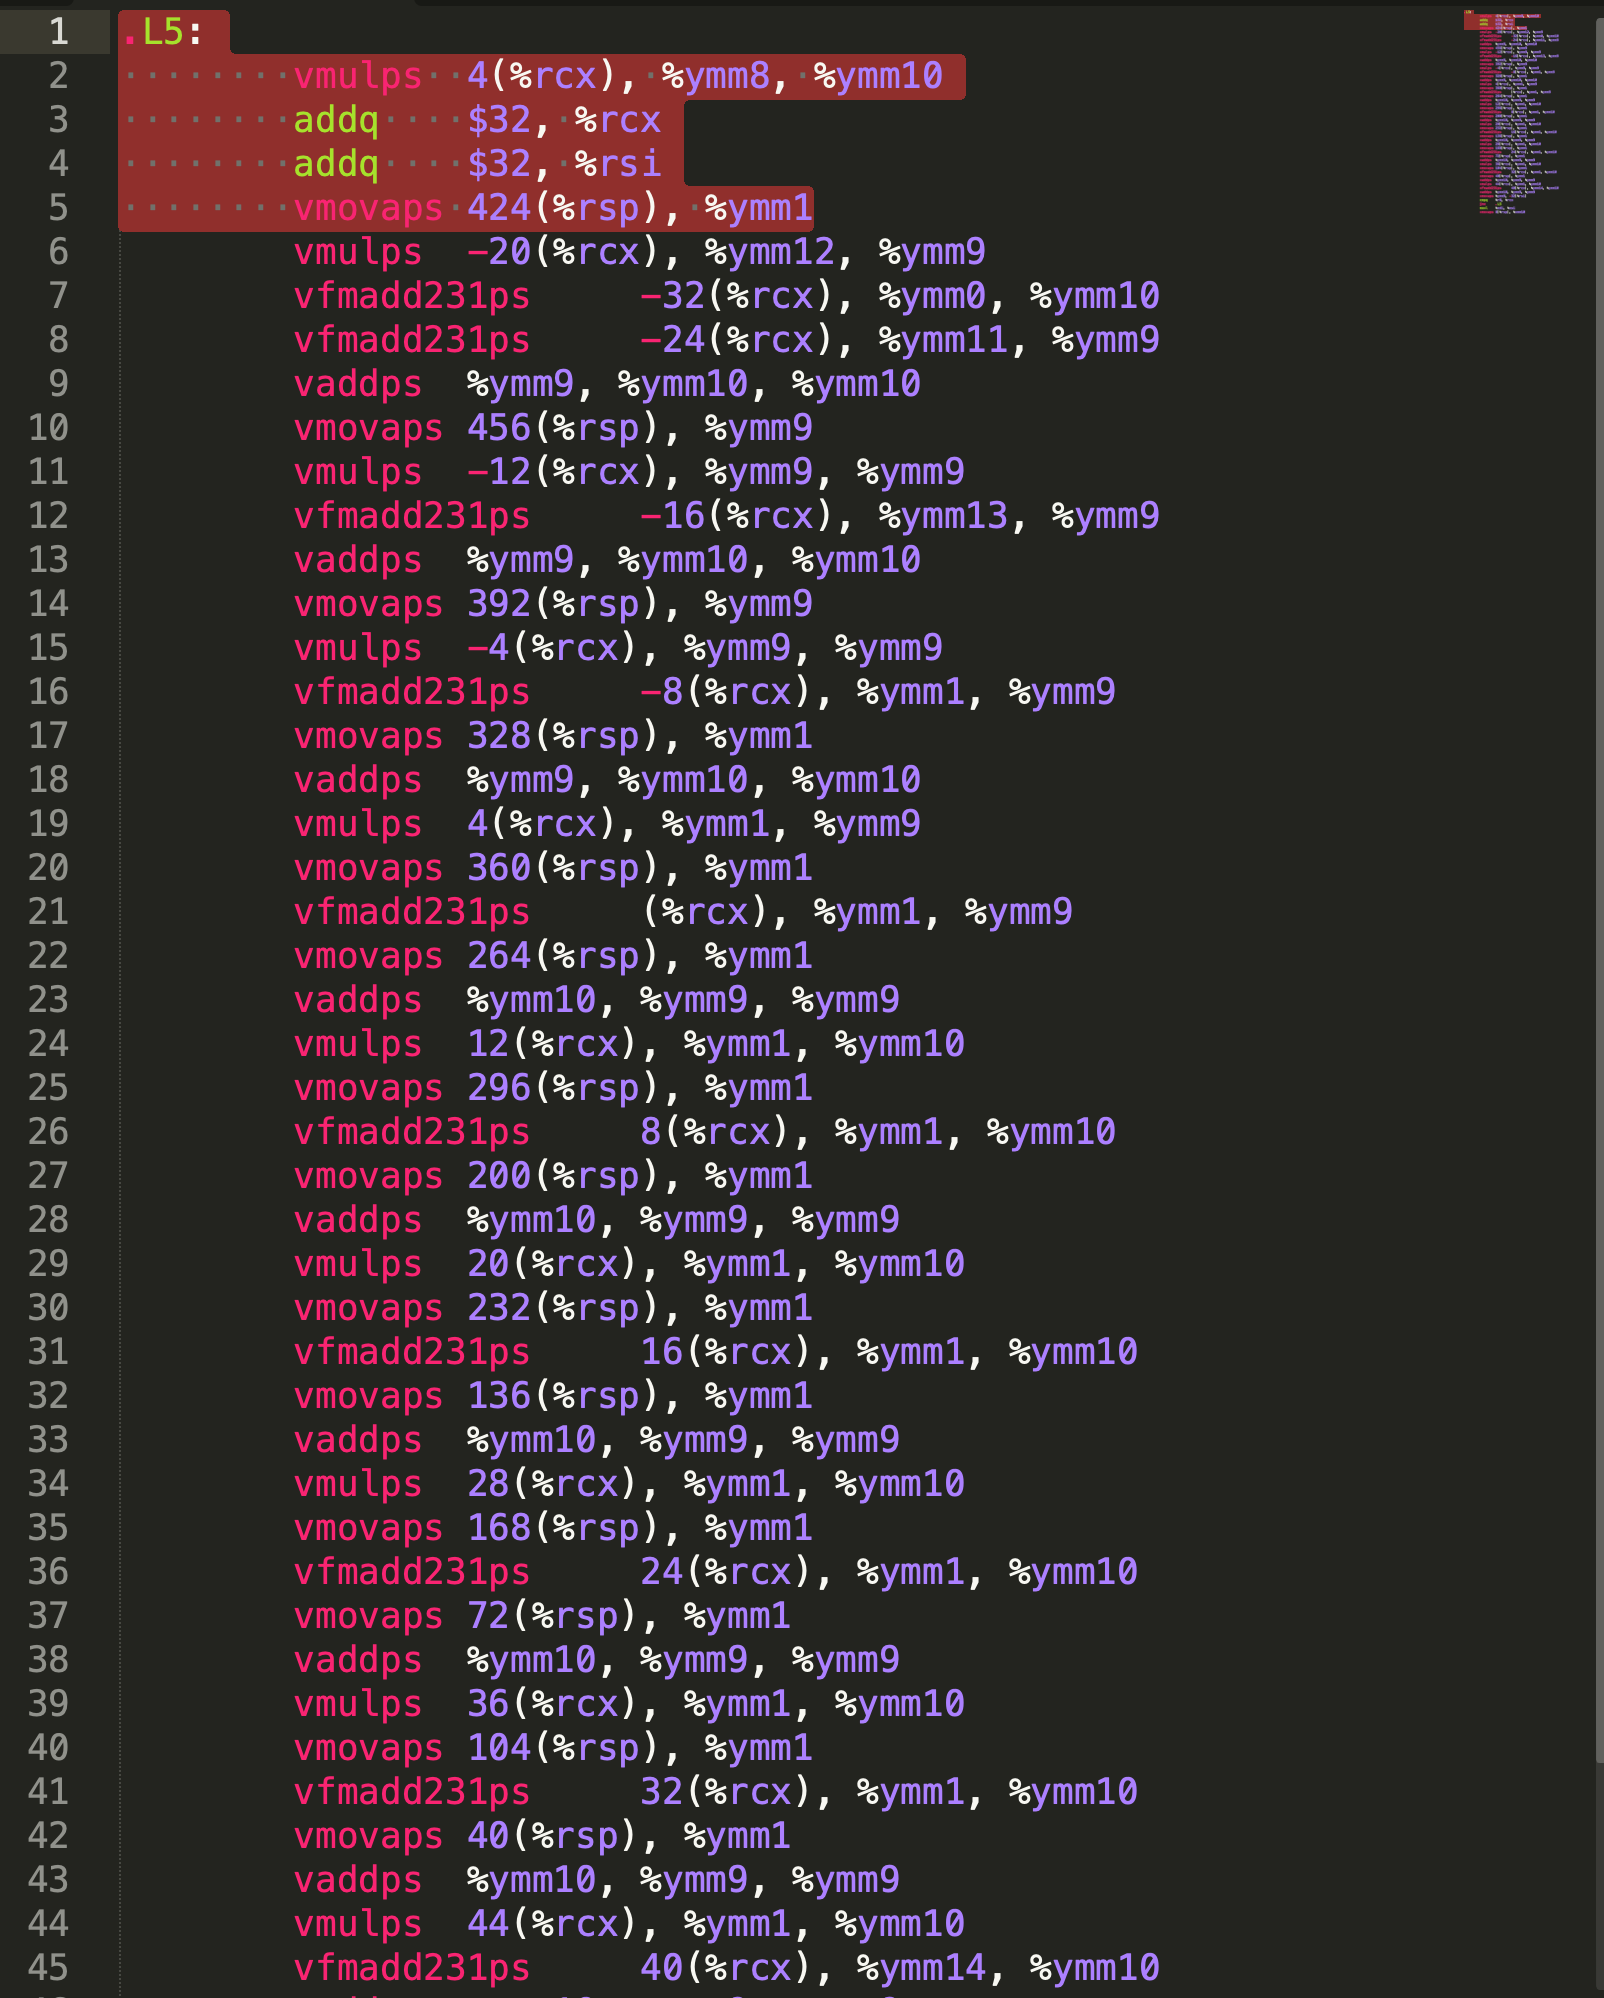 1 .L5:
2 vmulps 4(%rcx), %ymm8, %ymm10
3 addq $32, %rcx
4 addq $32, %rsi
5 vmovaps 424(%rsp), %ymm1
6 vmulps -20(%rcx), %ymm12, %ymm9
7 vfmadd231ps -32(%rcx), %ymm0, %ymm10
8 vfmadd231ps -24(%rcx), %ymm11, %ymm9
9 vaddps %ymm9, %ymm10, %ymm10
10 vmovaps 456(%rsp), %ymm9
11 vmulps -12(%rcx), %ymm9, %ymm9
12 vfmadd231ps -16(%rcx), %ymm13, %ymm9
13 vaddps %ymm9, %ymm10, %ymm10
14 vmovaps 392(%rsp), %ymm9
15 vmulps -4(%rcx), %ymm9, %ymm9
16 vfmadd231ps -8(%rcx), %ymm1, %ymm9
17 vmovaps 328(%rsp), %ymm1
18 vaddps %ymm9, %ymm10, %ymm10
19 vmulps 4(%rcx), %ymm1, %ymm9
20 vmovaps 360(%rsp), %ymm1
21 vfmadd231ps (%rcx), %ymm1, %ymm9
22 vmovaps 264(%rsp), %ymm1
23 vaddps %ymm10, %ymm9, %ymm9
24 vmulps 12(%rcx), %ymm1, %ymm10
25 vmovaps 296(%rsp), %ymm1
26 vfmadd231ps 8(%rcx), %ymm1, %ymm10
27 vmovaps 200(%rsp), %ymm1
28 vaddps %ymm10, %ymm9, %ymm9
29 vmulps 20(%rcx), %ymm1, %ymm10
30 vmovaps 232(%rsp), %ymm1
31 vfmadd231ps 16(%rcx), %ymm1, %ymm10
32 vmovaps 136(%rsp), %ymm1
33 vaddps %ymm10, %ymm9, %ymm9
34 vmulps 28(%rcx), %ymm1, %ymm10
35 vmovaps 168(%rsp), %ymm1
36 vfmadd231ps 24(%rcx), %ymm1, %ymm10
37 vmovaps 72(%rsp), %ymm1
38 vaddps %ymm10, %ymm9, %ymm9
39 vmulps 36(%rcx), %ymm1, %ymm10
40 vmovaps 104(%rsp), %ymm1
41 vfmadd231ps 32(%rcx), %ymm1, %ymm10
42 vmovaps 40(%rsp), %ymm1
43 vaddps %ymm10, %ymm9, %ymm9
44 vmulps 44(%rcx), %ymm1, %ymm10
45 vfmadd231ps 40(%rcx), %ymm14, %ymm10